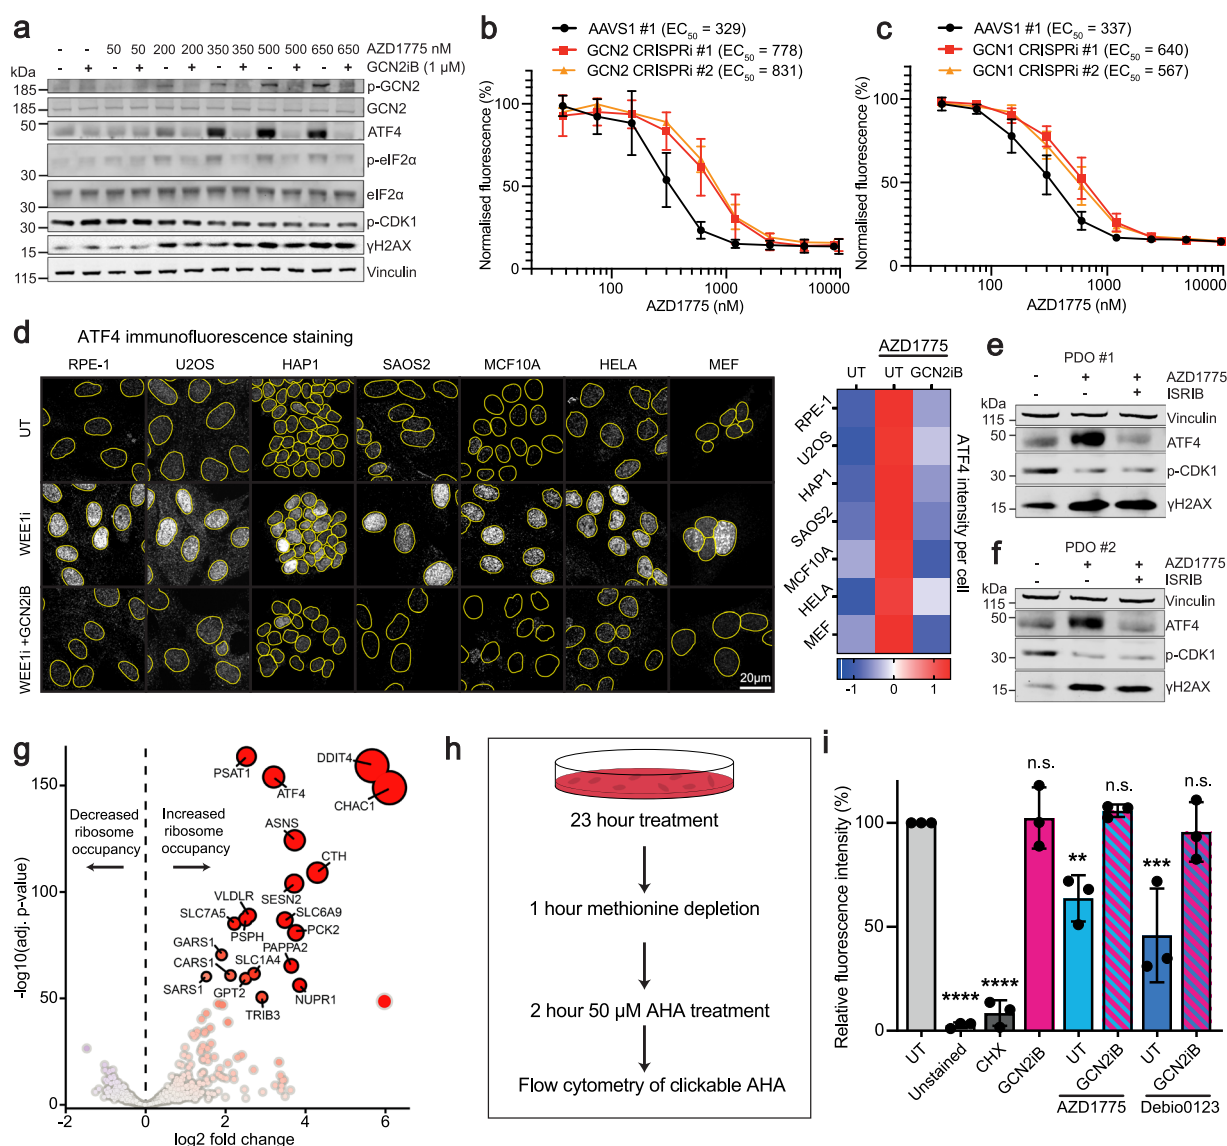 a
- - 50 50 200 200 350 350 500 500 650 650 AZD1775 nM
- + - + - + - + - + - + GCN2iB (1 µM)
kDa
185 p-GCN2
185 GCN2
50 ATF4
p-eIF2α
30
eIF2α
30
30 p-CDK1
15 γH2AX
115 Vinculin
b
AAVS1 #1 (EC50 = 329)
GCN2 CRISPRi #1 (EC50 = 778)
GCN2 CRISPRi #2 (EC50 = 831)
Normalised fluorescence (%)
100
50
0
100 1000 10000
AZD1775 (nM)
c
AAVS1 #1 (EC50 = 337)
GCN1 CRISPRi #1 (EC50 = 640)
GCN1 CRISPRi #2 (EC50 = 567)
Normalised fluorescence (%)
100
50
0
100 1000 10000
AZD1775 (nM)
d
ATF4 immunofluorescence staining
RPE-1 U2OS HAP1 SAOS2 MCF10A HELA MEF
UT
WEE1i
WEE1i +GCN2iB
20µm
AZD1775
UT UT GCN2iB
RPE-1
U2OS
HAP1
SAOS2
MCF10A
HELA
MEF
ATF4 intensity per cell
-1 0 1
e
PDO #1
- + + AZD1775
- - + ISRIB
kDa
115 Vinculin
50 ATF4
30 p-CDK1
15 γH2AX
f
PDO #2
- + + AZD1775
- - + ISRIB
kDa
115 Vinculin
50 ATF4
30 p-CDK1
15 γH2AX
g
-log10(adj. p-value)
150
100
50
0
-2 0 2 4 6
log2 fold change
Decreased
ribosome
occupancy
Increased
ribosome
occupancy
PSAT1
DDIT4
ATF4
CHAC1
ASNS
CTH
SESN2
VLDLR
SLC7A5
SLC6A9
PSPH
PCK2
GARS1
PAPPA2
CARS1
SLC1A4
SARS1
GPT2
NUPR1
TRIB3
h
23 hour treatment
1 hour methionine depletion
2 hour 50 µM AHA treatment
Flow cytometry of clickable AHA
i
Relative fluorescence intensity (%)
100
50
0
**** **** n.s. ** n.s. *** n.s.
UT Unstained CHX GCN2iB UT GCN2iB UT GCN2iB
AZD1775 Debio0123